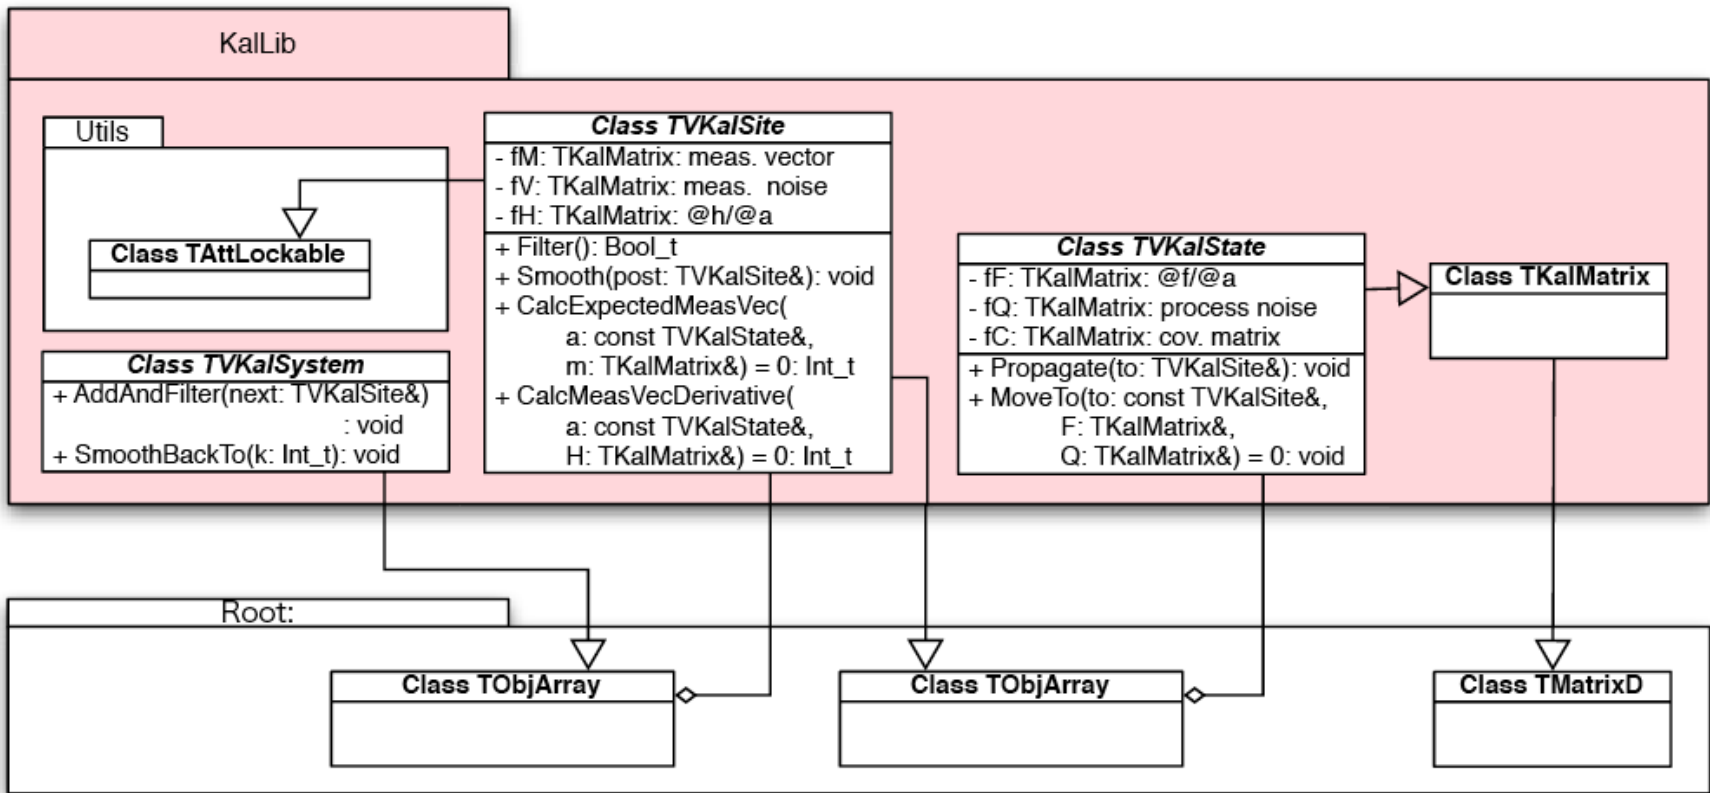 KalLib
Utils
Class TAttLockable
Class TVKalSystem
+ AddAndFilter(next: TVKalSite&)
: void
+ SmoothBackTo(k: Int_t): void
Class TVKalSite
- fM: TKalMatrix: meas. vector
- fV: TKalMatrix: meas. noise
- fH: TKalMatrix: @h/@a
+ Filter(): Bool_t
+ Smooth(post: TVKalSite&): void
+ CalcExpectedMeasVec(
a: const TVKalState&,
m: TKalMatrix&) = 0: Int_t
+ CalcMeasVecDerivative(
a: const TVKalState&,
H: TKalMatrix&) = 0: Int_t
Class TVKalState
- fF: TKalMatrix: @f/@a
- fQ: TKalMatrix: process noise
- fC: TKalMatrix: cov. matrix
+ Propagate(to: TVKalSite&): void
+ MoveTo(to: const TVKalSite&,
F: TKalMatrix&,
Q: TKalMatrix&) = 0: void
Class TKalMatrix
Root:
Class TObjArray
Class TObjArray
Class TMatrixD